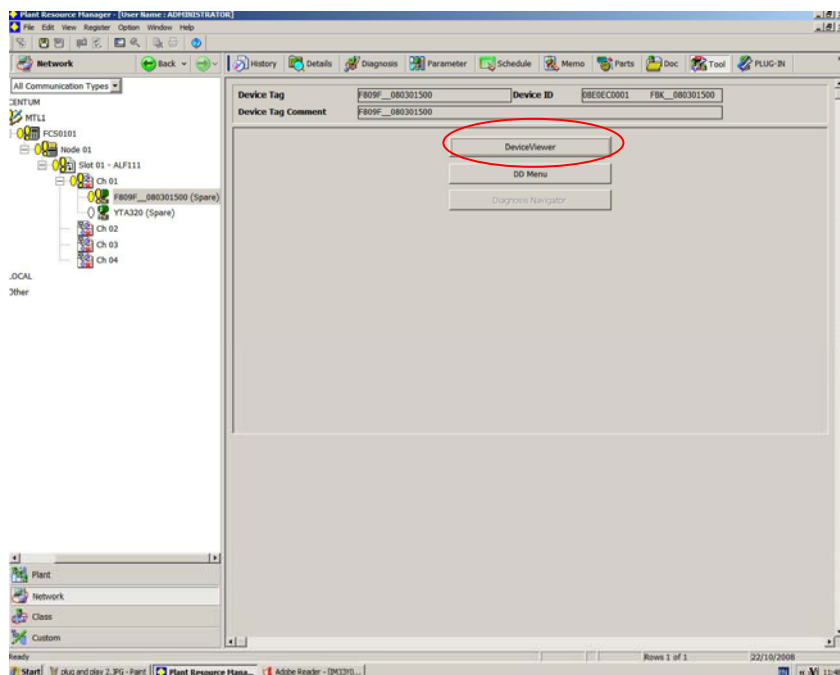 Plant Resource Manager - [User Name : ADMINISTRATOR]
File Edit View Register Option Window Help
Network Back History Details Diagnosis Parameter Schedule Memo Parts Doc Tool PLUG-IN
All Communication Types
CENTUM
MTL1
FCS0101
Node 01
Slot 01 - ALF111
Ch 01
F809F__080301500 (Spare)
YTA320 (Spare)
Ch 02
Ch 03
Ch 04
.OCAL
Other
Device Tag F809F__080301500 Device ID 08E0EC0001 FBK__080301500
Device Tag Comment F809F__080301500
DeviceViewer
DD Menu
Diagnosis Navigator
Plant
Network
Class
Custom
Ready Rows 1 of 1 22/10/2008
Start plug and play 2.JPG - Paint Plant Resource Mana... Adobe Reader -